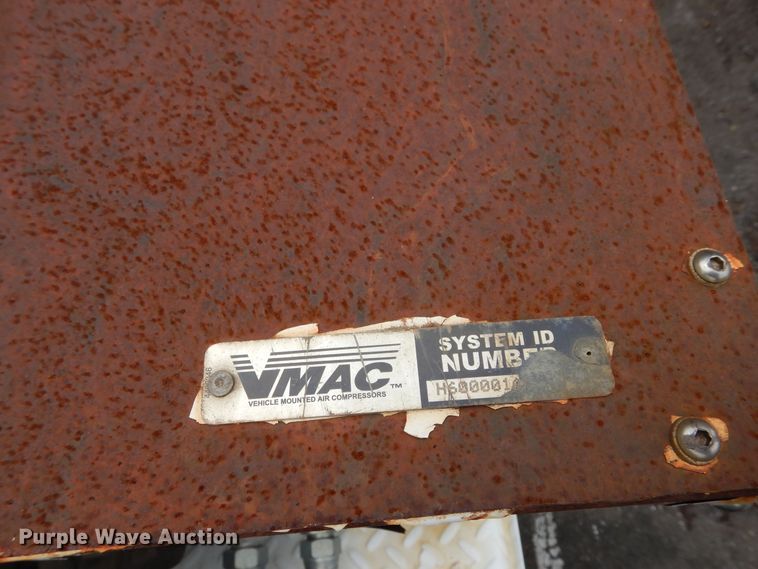 VMAC™
VEHICLE MOUNTED AIR COMPRESSORS
SYSTEM ID
NUMBER
Purple Wave Auction®